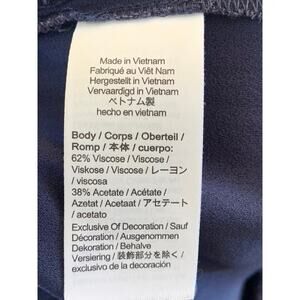 Made in Vietnam
Fabriqué au Viêt Nam
Hergestellt in Vietnam
Vervaardigd in Vietnam
ベトナム製
hecho en vietnam
Body / Corps / Oberteil /
Romp / 本体 / cuerpo:
62% Viscose / Viscose /
Viskose / Viscose / レーヨン
/ viscosa
38% Acetate / Acétate /
Azetat / Acetaat / アセテート
/ acetato
Exclusive Of Decoration / Sauf
Décoration / Ausgenommen
Dekoration / Behalve
Versiering / 装飾部分を除く /
exclusivo de la decoración